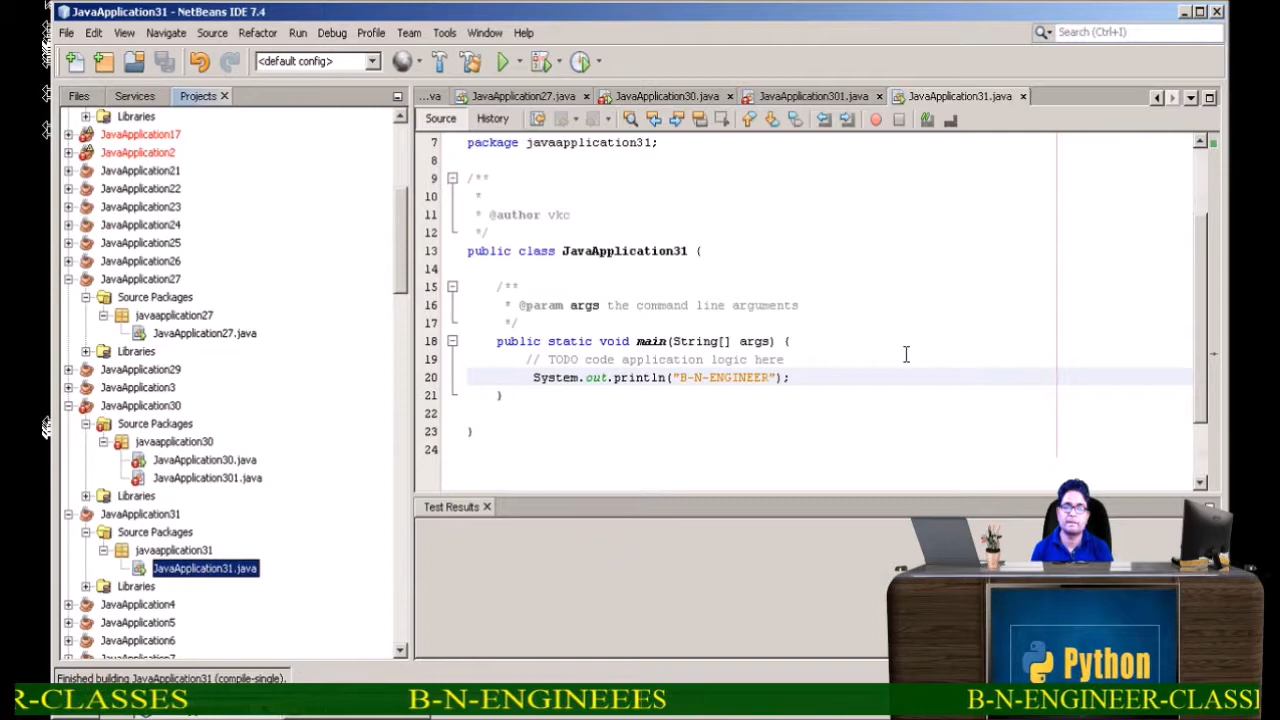 JavaApplication31 - NetBeans IDE 7.4
File Edit View Navigate Source Refactor Run Debug Profile Team Tools Window Help
Search (Ctrl+I)
<default config>
Files Services Projects
...va JavaApplication27.java JavaApplication30.java JavaApplication301.java JavaApplication31.java
Source History
Libraries
JavaApplication17
JavaApplication2
JavaApplication21
JavaApplication22
JavaApplication23
JavaApplication24
JavaApplication25
JavaApplication26
JavaApplication27
Source Packages
javaapplication27
JavaApplication27.java
Libraries
JavaApplication29
JavaApplication3
JavaApplication30
Source Packages
javaapplication30
JavaApplication30.java
JavaApplication301.java
Libraries
JavaApplication31
Source Packages
javaapplication31
JavaApplication31.java
Libraries
JavaApplication4
JavaApplication5
JavaApplication6
7 package javaapplication31;
8
9 /**
10 *
11 * @author vkc
12 */
13 public class JavaApplication31 {
14
15 /**
16 * @param args the command line arguments
17 */
18 public static void main(String[] args) {
19 // TODO code application logic here
20 System.out.println("B-N-ENGINEER");
21 }
22
23 }
24
Test Results
Python
Finished building JavaApplication31 (compile-single).
R-CLASSES B-N-ENGINEEES B-N-ENGINEER-CLASSI